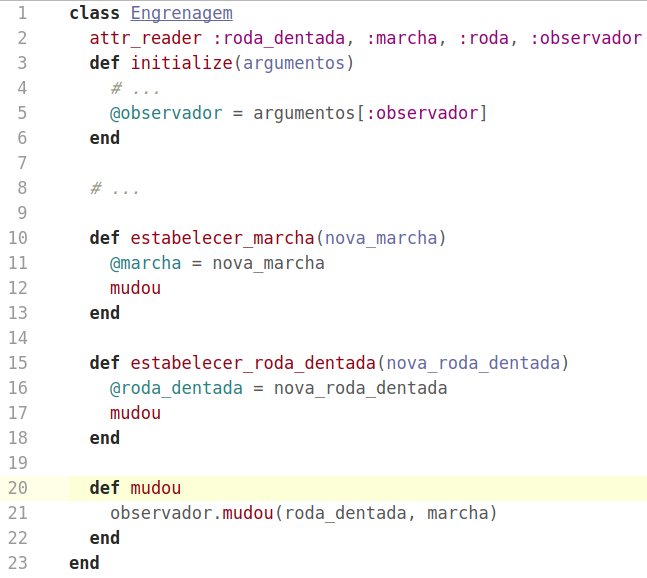 1 class Engrenagem
2 attr_reader :roda_dentada, :marcha, :roda, :observador
3 def initialize(argumentos)
4 # ...
5 @observador = argumentos[:observador]
6 end
7
8 # ...
9
10 def estabelecer_marcha(nova_marcha)
11 @marcha = nova_marcha
12 mudou
13 end
14
15 def estabelecer_roda_dentada(nova_roda_dentada)
16 @roda_dentada = nova_roda_dentada
17 mudou
18 end
19
20 def mudou
21 observador.mudou(roda_dentada, marcha)
22 end
23 end